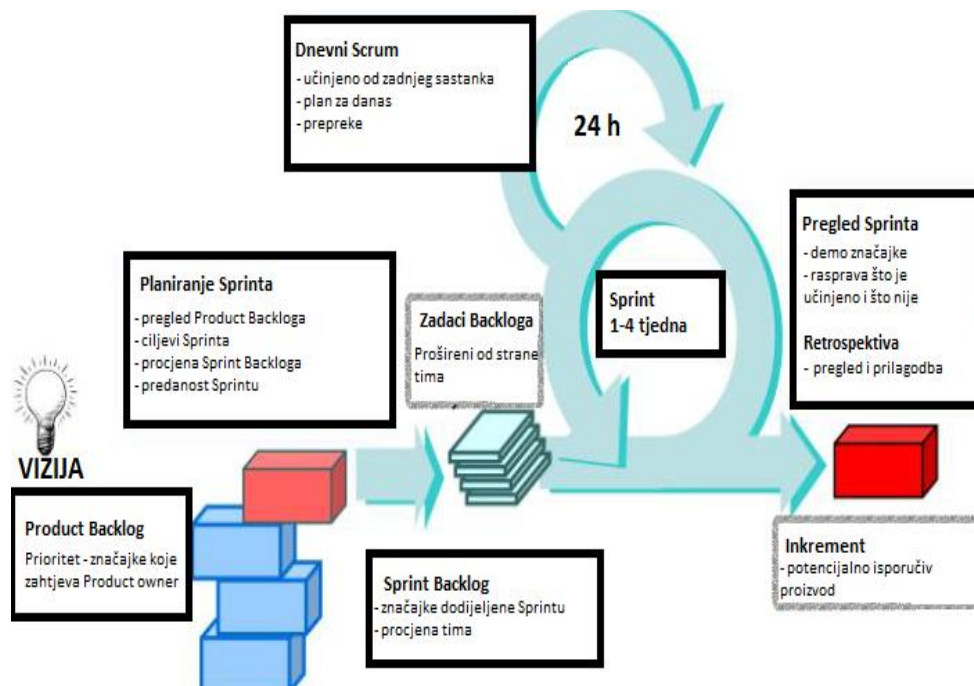 Dnevni Scrum
- učinjeno od zadnjeg sastanka
- plan za danas
- prepreke
24 h
Pregled Sprinta
- demo značajke
- rasprava što je
učinjeno i što nije
Retrospektiva
- pregled i prilagodba
Planiranje Sprinta
- pregled Product Backloga
- ciljevi Sprinta
- procjena Sprint Backloga
- predanost Sprintu
Zadaci Backloga
Prošireni od strane
tima
Sprint
1-4 tjedna
VIZIJA
Product Backlog
Prioritet - značajke koje
zahtjeva Product owner
Sprint Backlog
- značajke dodijeljene Sprintu
- procjena tima
Inkrement
- potencijalno isporučiv
proizvod